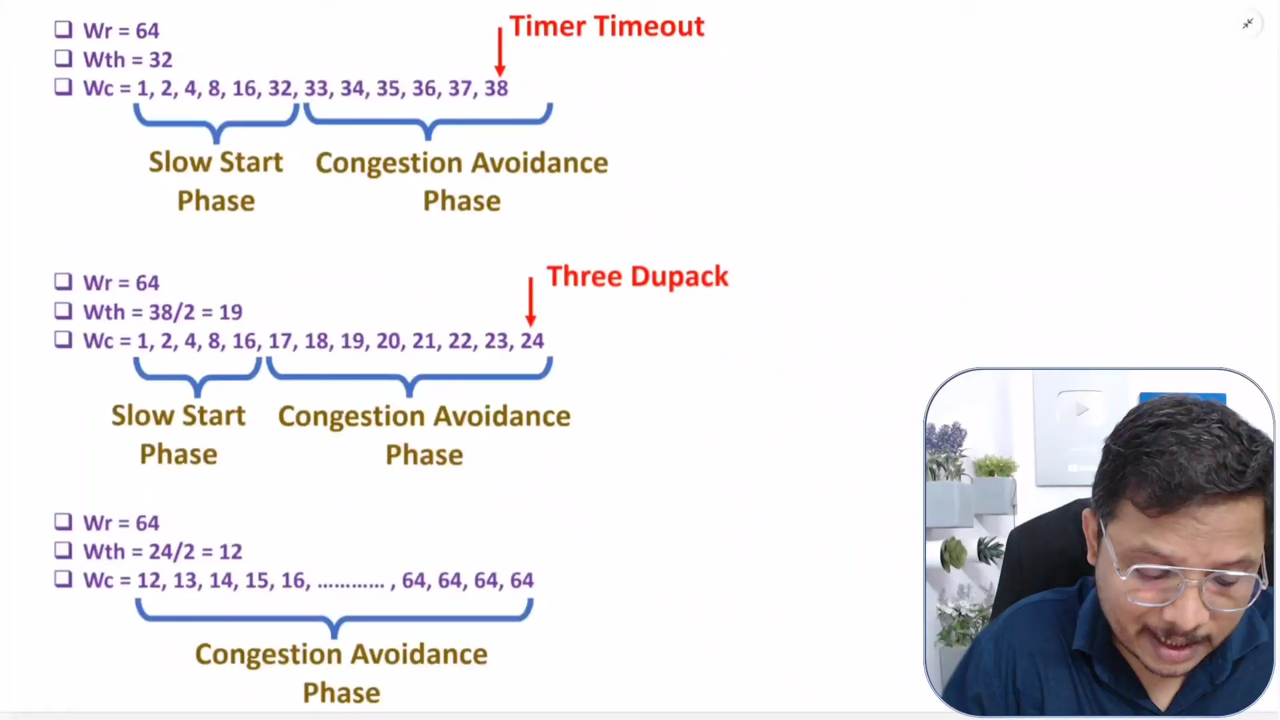 Timer Timeout
❑ Wr = 64
❑ Wth = 32
❑ Wc = 1, 2, 4, 8, 16, 32, 33, 34, 35, 36, 37, 38
Slow Start
Phase
Congestion Avoidance
Phase
Three Dupack
❑ Wr = 64
❑ Wth = 38/2 = 19
❑ Wc = 1, 2, 4, 8, 16, 17, 18, 19, 20, 21, 22, 23, 24
Slow Start
Phase
Congestion Avoidance
Phase
❑ Wr = 64
❑ Wth = 24/2 = 12
❑ Wc = 12, 13, 14, 15, 16, ............ , 64, 64, 64, 64
Congestion Avoidance
Phase